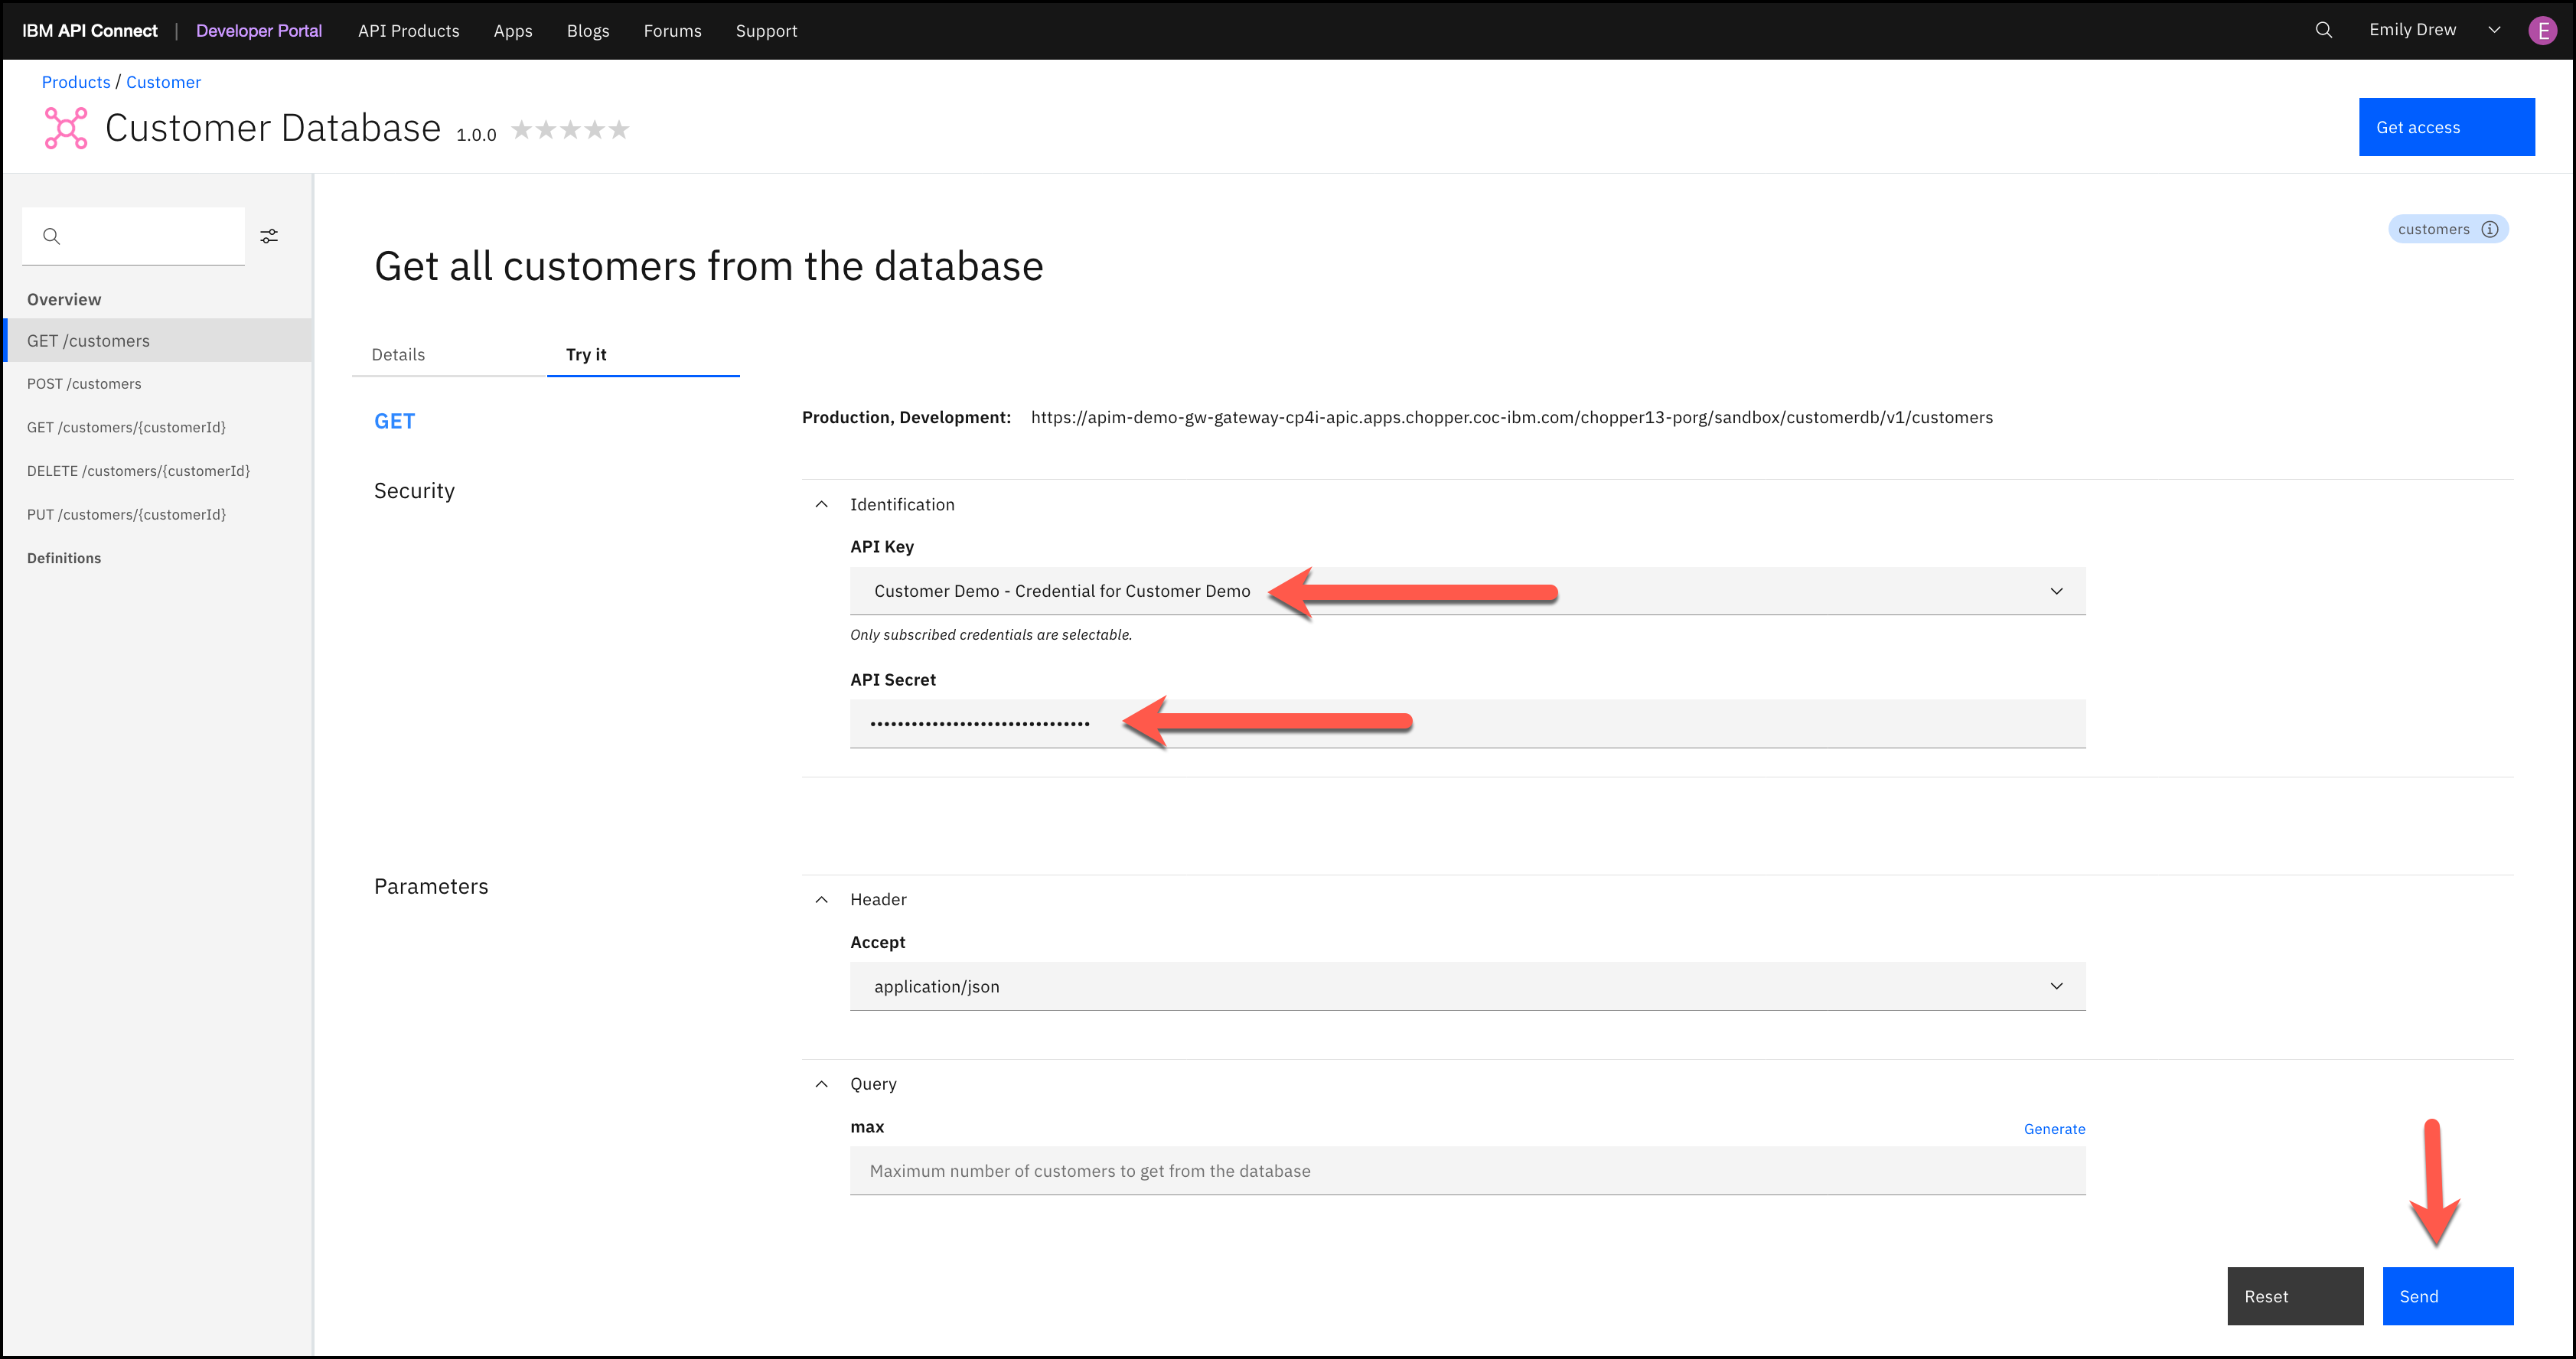 IBM API Connect | Developer Portal API Products Apps Blogs Forums Support Emily Drew E
Products / Customer
Customer Database 1.0.0
Get access
customers
Get all customers from the database
Overview
GET /customers
POST /customers
GET /customers/{customerId}
DELETE /customers/{customerId}
PUT /customers/{customerId}
Definitions
Details Try it
GET Production, Development: https://apim-demo-gw-gateway-cp4i-apic.apps.chopper.coc-ibm.com/chopper13-porg/sandbox/customerdb/v1/customers
Security
Identification
API Key
Customer Demo - Credential for Customer Demo
Only subscribed credentials are selectable.
API Secret
••••••••••••••••••••••••••••••••
Parameters
Header
Accept
application/json
Query
max Generate
Maximum number of customers to get from the database
Reset Send